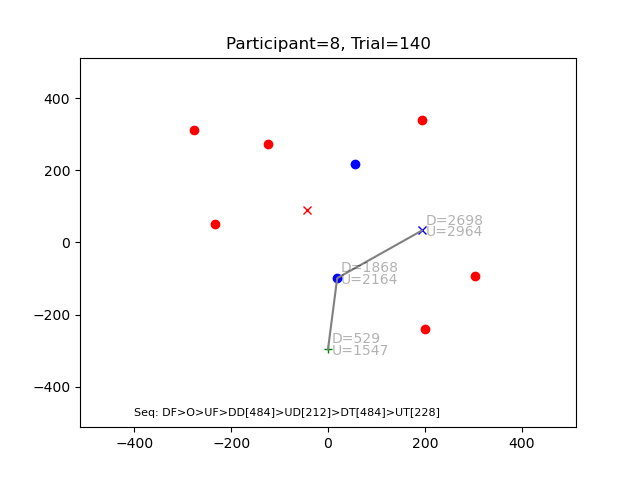 Participant=8, Trial=140
400
200
0
−200
−400
D=2698
U=2964
D=1868
U=2164
D=529
U=1547
Seq: DF>O>UF>DD[484]>UD[212]>DT[484]>UT[228]
−400
−200
0
200
400